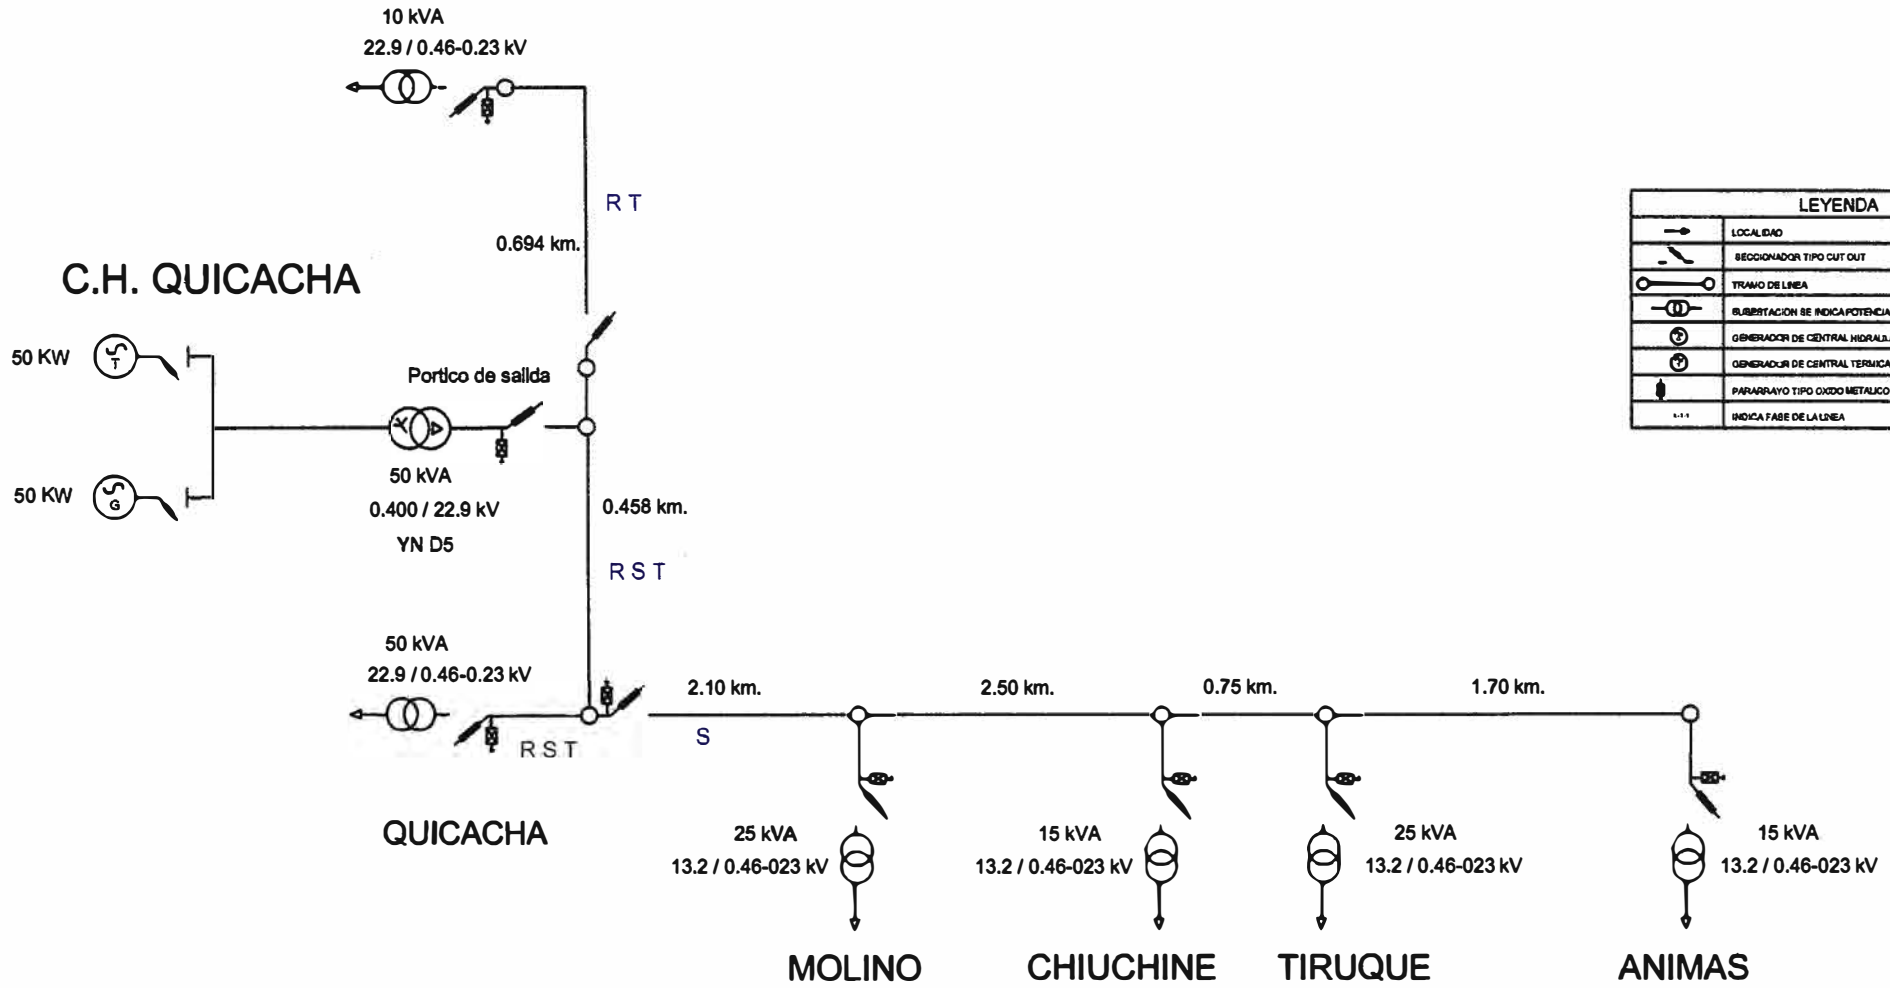 10 kVA
22.9 / 0.46-0.23 kV
R T
0.694 km.
C.H. QUICACHA
50 KW
T
Portico de salida
50 kVA
0.400 / 22.9 kV
YN D5
50 KW
G
0.458 km.
R S T
50 kVA
22.9 / 0.46-0.23 kV
R S T
QUICACHA
2.10 km.
2.50 km.
0.75 km.
1.70 km.
S
25 kVA
13.2 / 0.46-023 kV
15 kVA
13.2 / 0.46-023 kV
25 kVA
13.2 / 0.46-023 kV
15 kVA
13.2 / 0.46-023 kV
MOLINO
CHIUCHINE
TIRUQUE
ANIMAS
LEYENDA
LOCALIDAD
SECCIONADOR TIPO CUT OUT
TRAMO DE LINEA
SUBESTACION SE INDICA POTENCIA
GENERADOR DE CENTRAL
GENERADOR DE CENTRAL TERMICA
PARARRAYO TIPO OXIDO METALICO
INDICA FASE DE LA LINEA